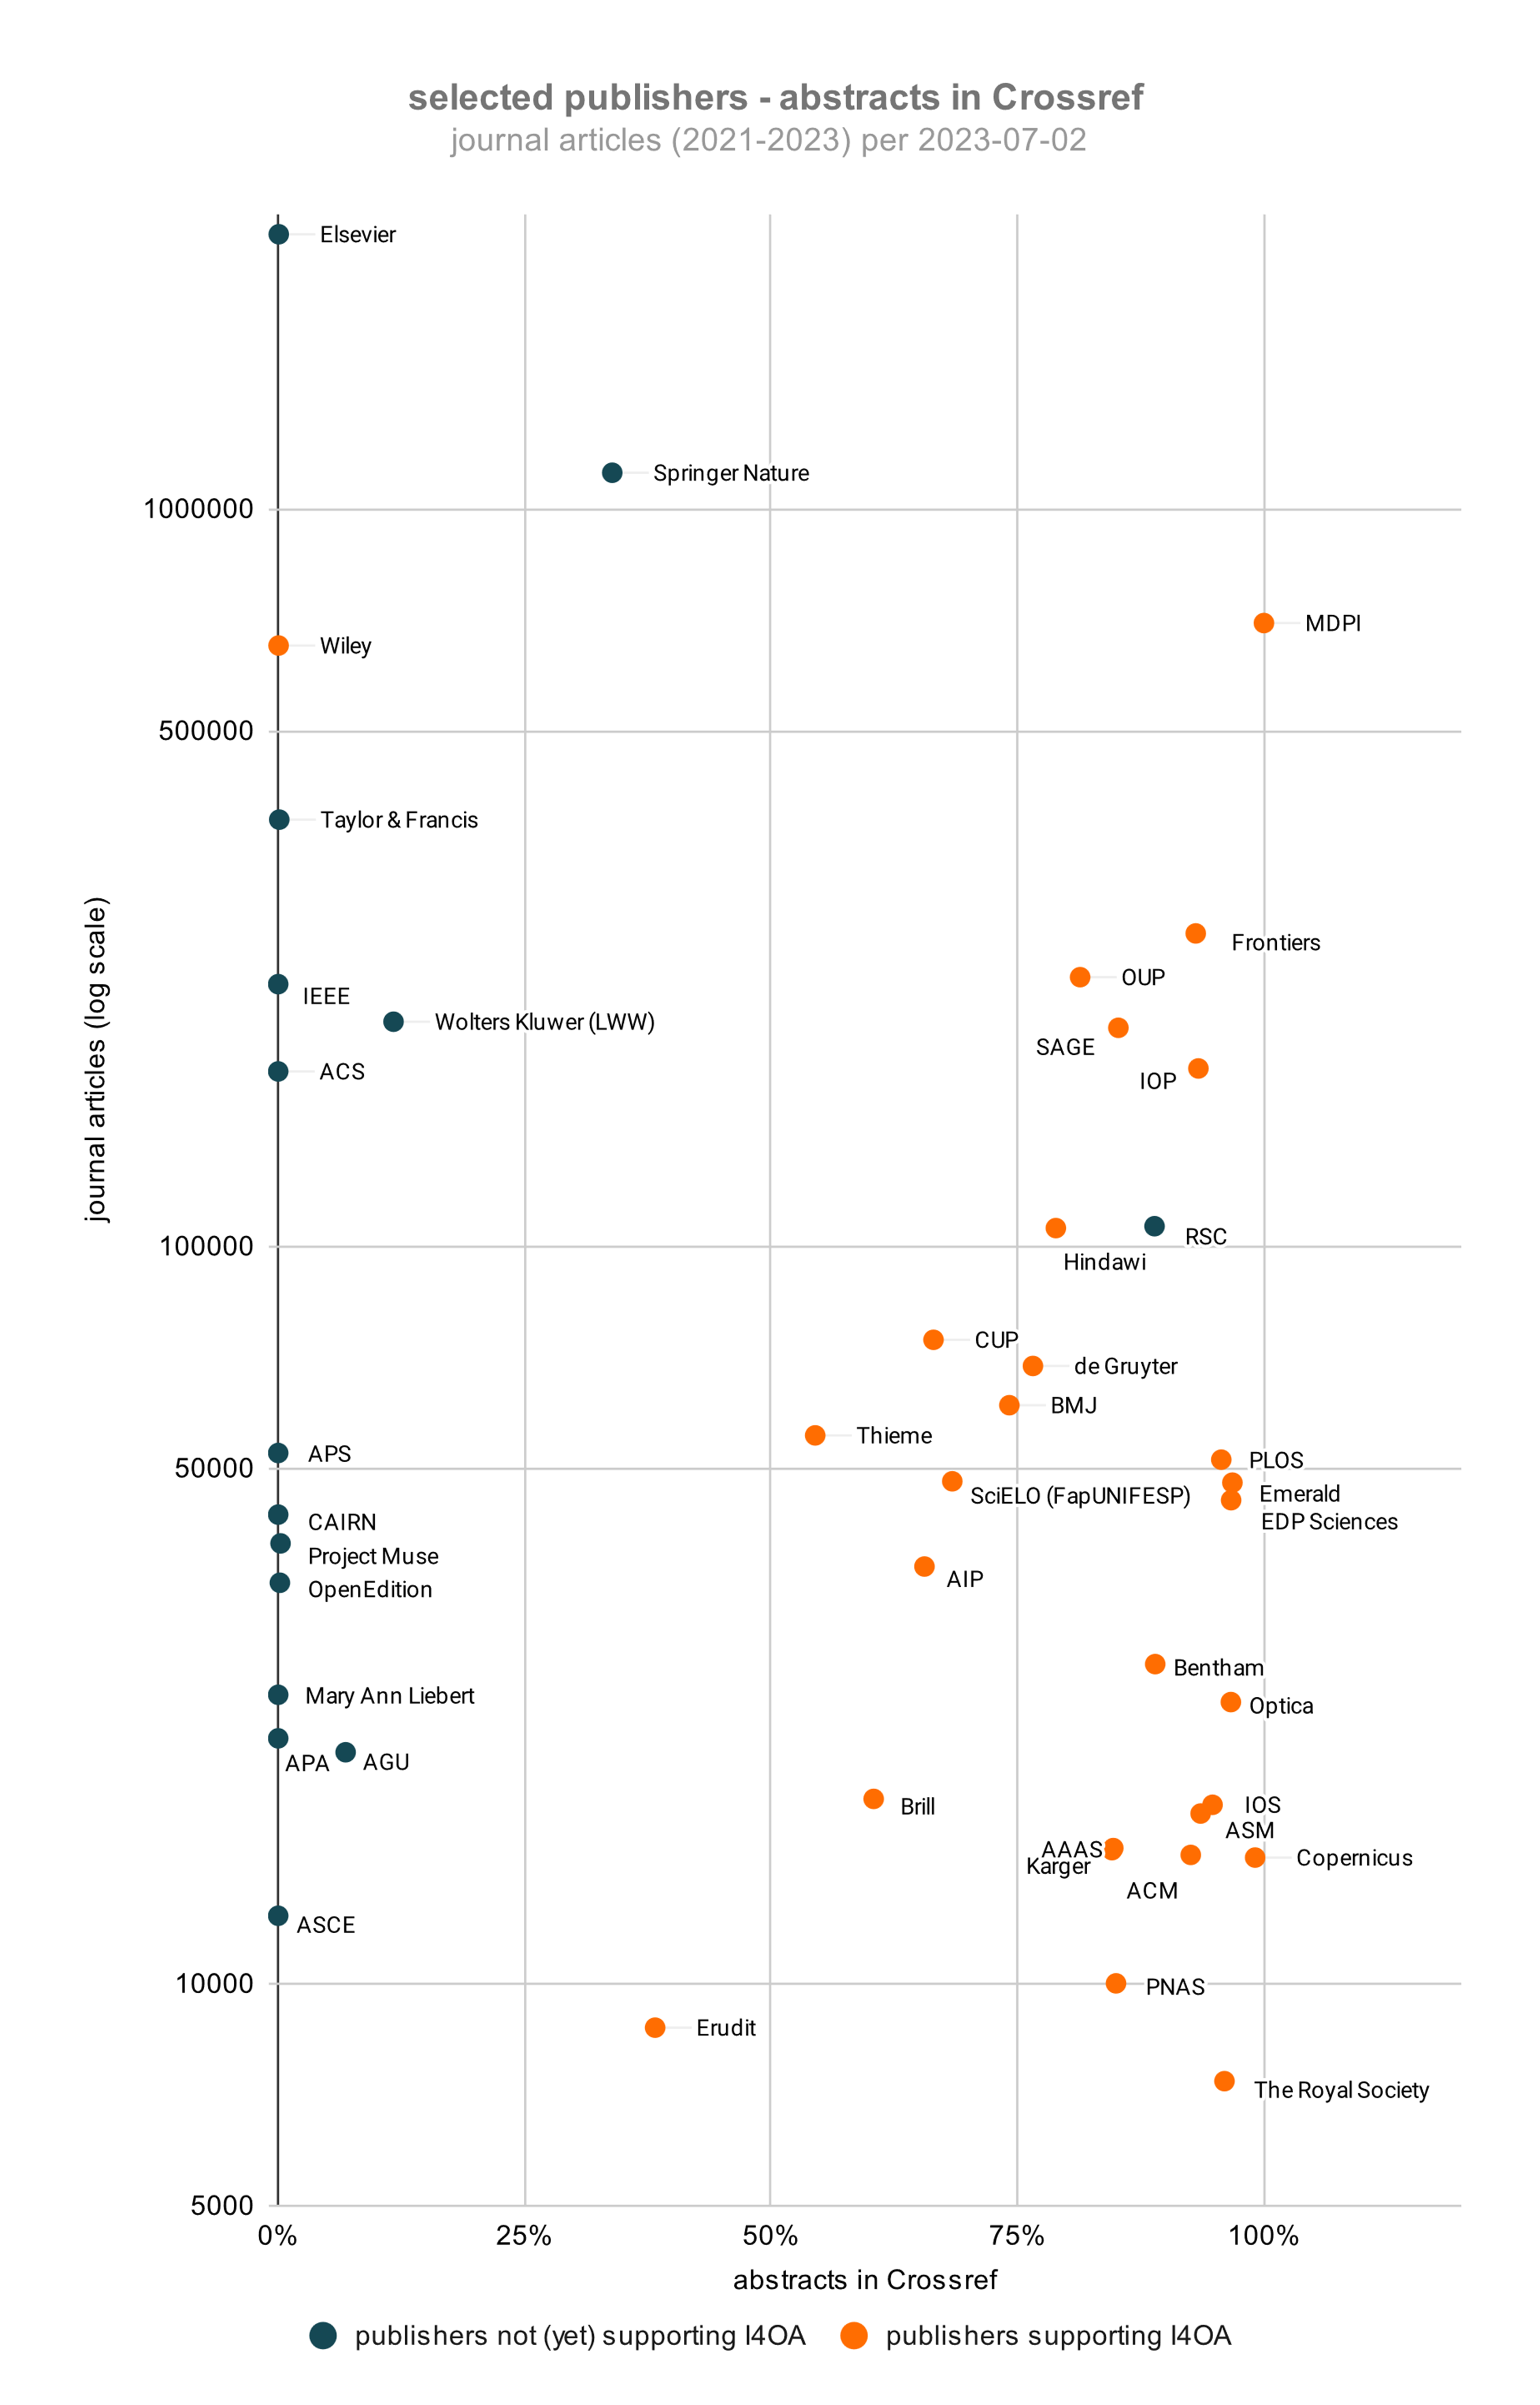 selected publishers - abstracts in Crossref
journal articles (2021-2023) per 2023-07-02
Elsevier
Springer Nature
1000000
MDPI
Wiley
500000
Taylor & Francis
journal articles (log scale)
Frontiers
OUP
IEEE
Wolters Kluwer (LWW)
SAGE
ACS
IOP
RSC
100000
Hindawi
CUP
de Gruyter
BMJ
Thieme
APS
PLOS
50000
Emerald
SciELO (FapUNIFESP)
CAIRN
EDP Sciences
Project Muse
AIP
OpenEdition
Bentham
Mary Ann Liebert
Optica
APA
AGU
Brill
IOS
ASM
AAAS
Copernicus
Karger
ACM
ASCE
10000
PNAS
Erudit
The Royal Society
5000
0%
25%
50%
75%
100%
abstracts in Crossref
publishers not (yet) supporting I4OA
publishers supporting I4OA